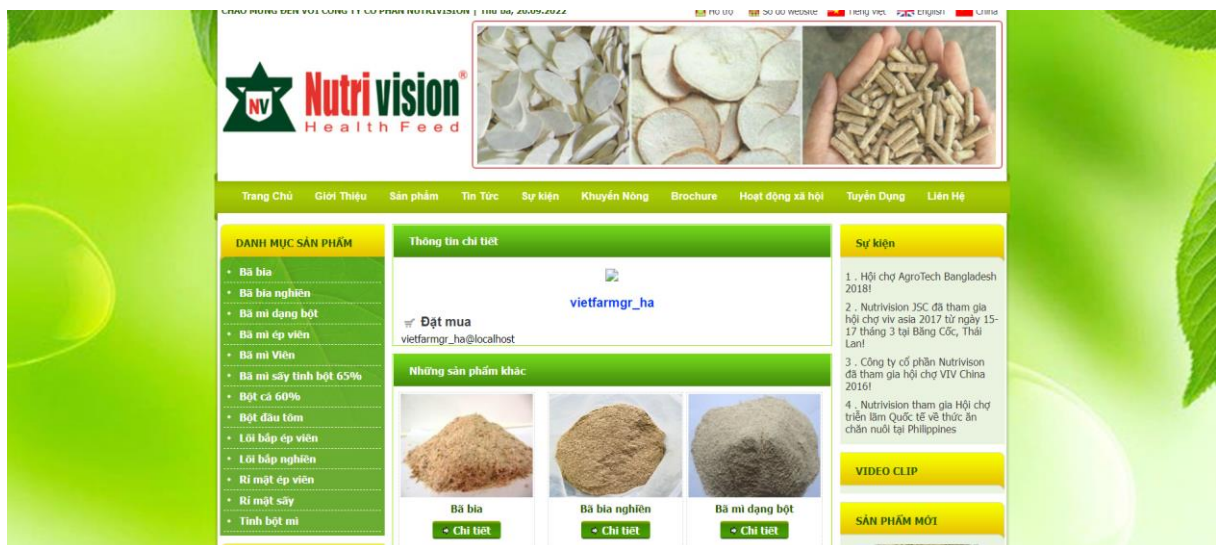 CHÀO MỪNG ĐẾN VỚI CÔNG TY CỔ PHẦN NUTRIVISION | Thứ ba, 20.09.2022
Hỗ trợ Sơ đồ website Tiếng việt English China
NV Nutrivision®
Health Feed
Trang Chủ Giới Thiệu Sản phẩm Tin Tức Sự kiện Khuyến Nông Brochure Hoạt động xã hội Tuyển Dụng Liên Hệ
DANH MỤC SẢN PHẨM
Bã bia
Bã bia nghiền
Bã mì dạng bột
Bã mì ép viên
Bã mì Viên
Bã mì sấy tinh bột 65%
Bột cá 60%
Bột đầu tôm
Lõi bắp ép viên
Lõi bắp nghiền
Rỉ mật ép viên
Rỉ mật sấy
Tinh bột mì
Thông tin chi tiết
vietfarmgr_ha
Đặt mua
vietfarmgr_ha@localhost
Những sản phẩm khác
Bã bia Bã bia nghiền Bã mì dạng bột
Chi tiết Chi tiết Chi tiết
Sự kiện
1 . Hội chợ AgroTech Bangladesh
2018!
2 . Nutrivision JSC đã tham gia
hội chợ viv asia 2017 từ ngày 15-
17 tháng 3 tại Băng Cốc, Thái
Lan!
3 . Công ty cổ phần Nutrivison
đã tham gia hội chợ VIV China
2016!
4 . Nutrivision tham gia Hội chợ
triển lãm Quốc tế về thức ăn
chăn nuôi tại Philippines
VIDEO CLIP
SẢN PHẨM MỚI